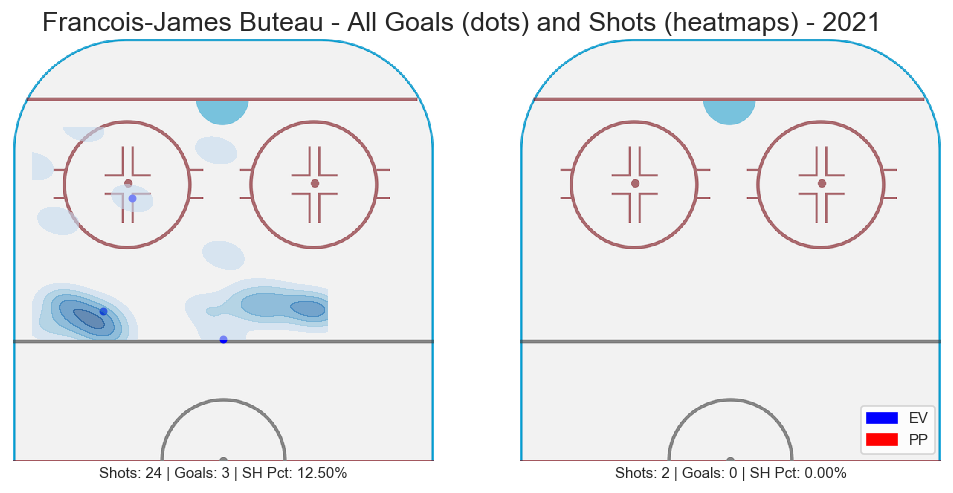 Francois-James Buteau - All Goals (dots) and Shots (heatmaps) - 2021
EV
PP
Shots: 24 | Goals: 3 | SH Pct: 12.50%
Shots: 2 | Goals: 0 | SH Pct: 0.00%